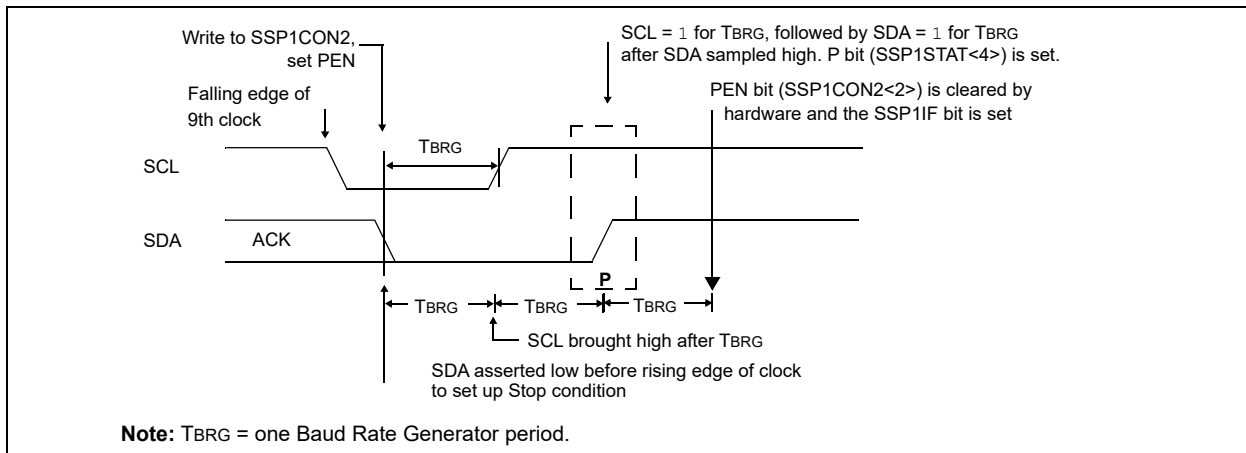 Write to SSP1CON2,
set PEN
SCL = 1 for TBRG, followed by SDA = 1 for TBRG
after SDA sampled high. P bit (SSP1STAT<4>) is set.
Falling edge of
9th clock
PEN bit (SSP1CON2<2>) is cleared by
hardware and the SSP1IF bit is set
TBRG
SCL
SDA
ACK
P
TBRG
TBRG
TBRG
SCL brought high after TBRG
SDA asserted low before rising edge of clock
to set up Stop condition
Note: TBRG = one Baud Rate Generator period.